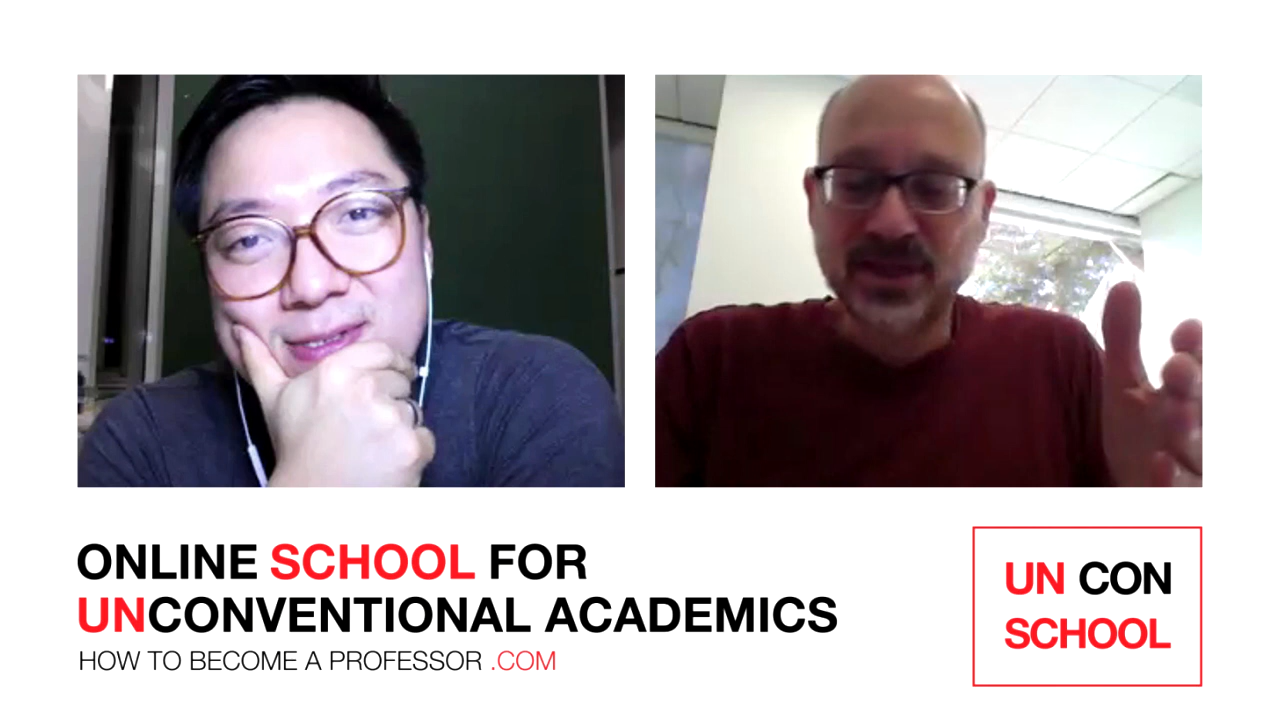 ONLINE SCHOOL FOR
UNCONVENTIONAL ACADEMICS
HOW TO BECOME A PROFESSOR .COM
UN CON
SCHOOL